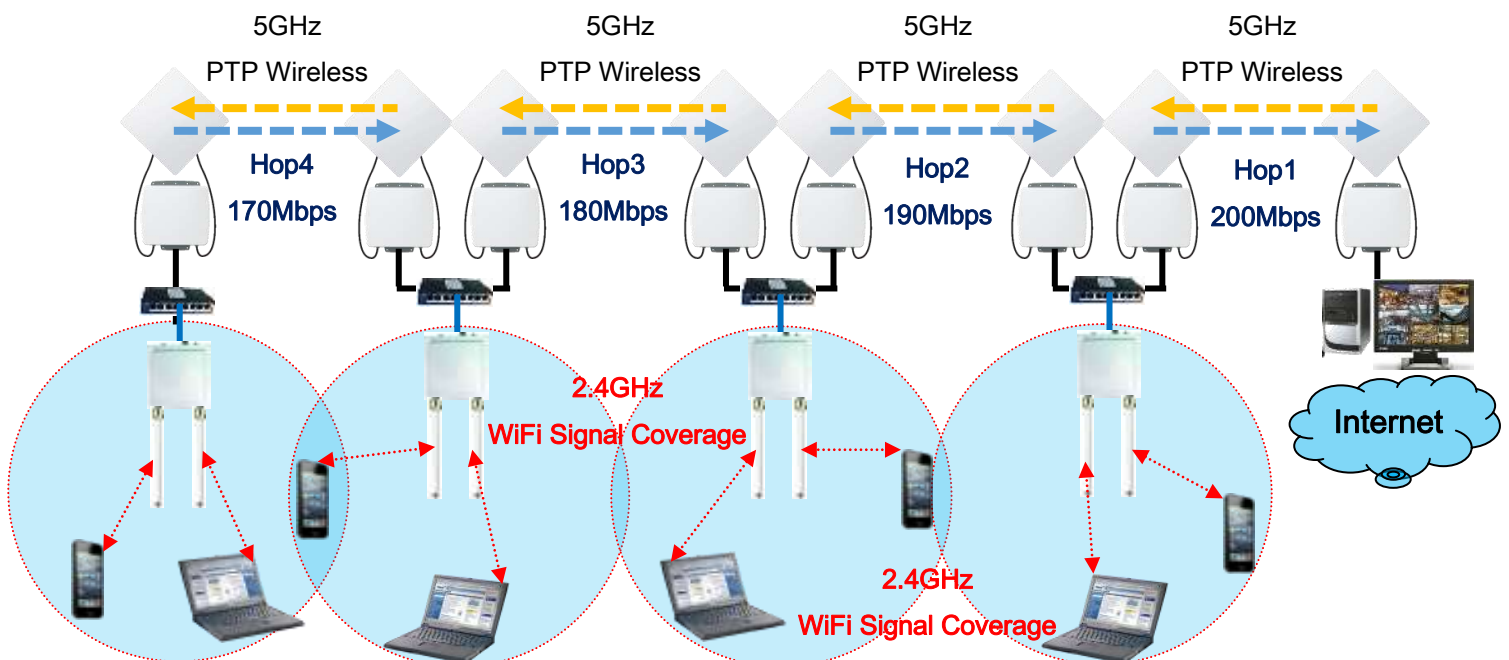 5GHz
5GHz
5GHz
5GHz
PTP Wireless
PTP Wireless
PTP Wireless
PTP Wireless
Hop4
Hop3
Hop2
Hop1
170Mbps
180Mbps
190Mbps
200Mbps
2.4GHz
WiFi Signal Coverage
Internet
2.4GHz
WiFi Signal Coverage